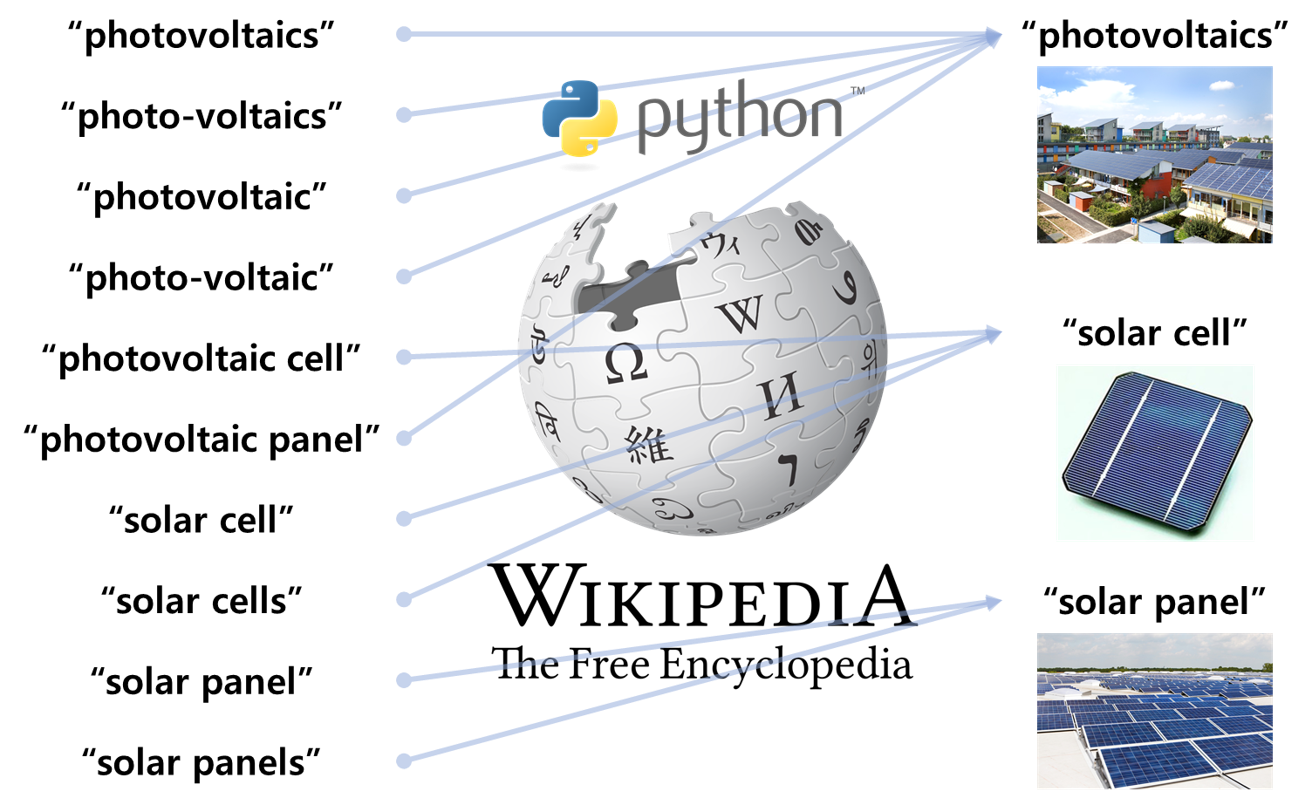 “photovoltaics”
“photo-voltaics”
“photovoltaic”
“photo-voltaic”
“photovoltaic cell”
“photovoltaic panel”
“solar cell”
“solar cells”
“solar panel”
“solar panels”
python™
Ω
W
ウィ
И
維
WIKIPEDIA
The Free Encyclopedia
“photovoltaics”
“solar cell”
“solar panel”